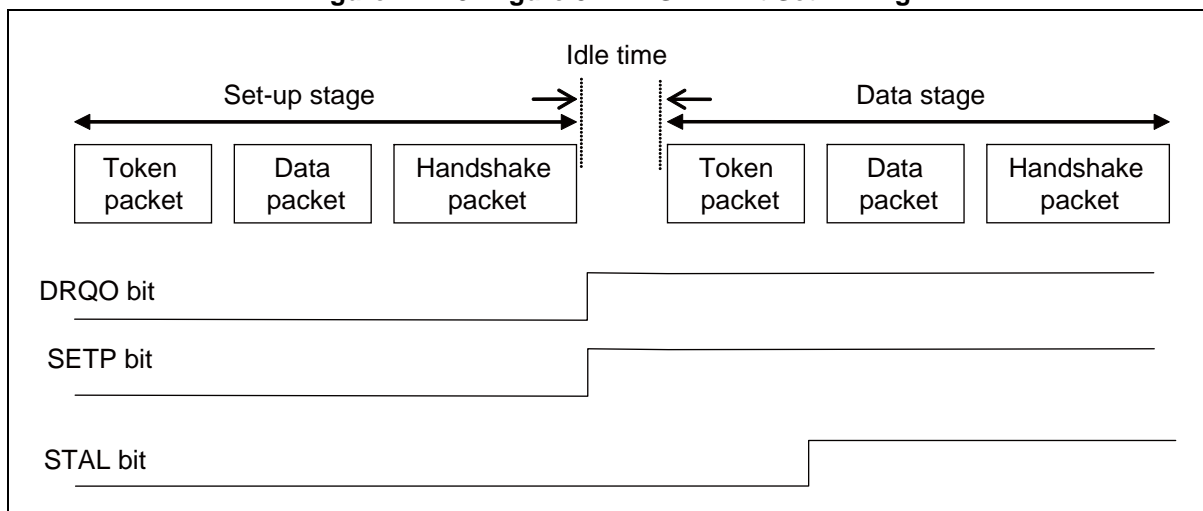 Idle time
Set-up stage
Data stage
Token
packet
Data
packet
Handshake
packet
Token
packet
Data
packet
Handshake
packet
DRQO bit
SETP bit
STAL bit